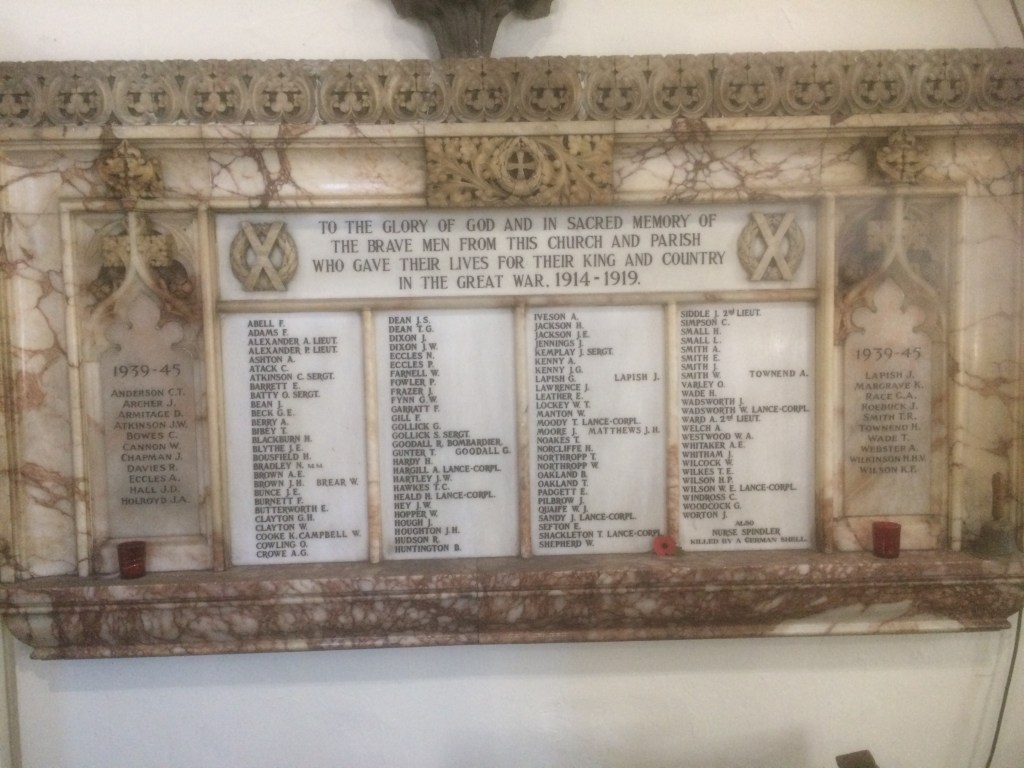 TO THE GLORY OF GOD AND IN SACRED MEMORY OF
THE BRAVE MEN FROM THIS CHURCH AND PARISH
WHO GAVE THEIR LIVES FOR THEIR KING AND COUNTRY
IN THE GREAT WAR. 1914-1919.
1939-45
ANDERSON C.T.
ARCHER J.
ARMITAGE D.
ATKINSON J.W.
BOWES C.
CANNON W.
CHAPMAN J.
DAVIES R.
ECCLES A.
HALL J.D.
HOLROYD J.A.
ABELL F.
ADAMS F.
ALEXANDER A. LIEUT.
ALEXANDER P. LIEUT.
ASHTON A.
ATACK C.
ATKINSON C. SERGT.
BARRETT E.
BATTY O. SERGT.
BEAN J.
BECK G.E.
BERRY A.
BIBEY T.
BLACKBURN H.
BLYTHE J.E.
BOUSFIELD H.
BRADLEY N. M.M.
BROWN A.E.
BROWN J.H. BREAR W.
BUNCE J.E.
BURNETT F.
BUTTERWORTH E.
CLAYTON G.H.
CLAYTON W.
COOKE K. CAMPBELL W.
COWLING O.
CROWE A.G.
DEAN J.S.
DEAN T.G.
DIXON J.
DIXON J.W.
ECCLES N.
ECCLES P.
FARNELL W.
FOWLER P.
FRAZER J.
FYNN G.W.
GARRATT F.
GILL F.
GOLLICK G.
GOLLICK S. SERGT.
GOODALL R. BOMBARDIER.
GUNTER T. GOODALL G.
HARDY H.
HARGILL A. LANCE-CORPL.
HARTLEY J.W.
HAWKES T.C.
HEALD H. LANCE-CORPL.
HEY J.W.
HOPPER W.
HOUGH J.
HOUGHTON J.H.
HUDSON R.
HUNTINGTON B.
IVESON A.
JACKSON H.
JACKSON J.E.
JENNINGS J.
KEMPLAY J. SERGT.
KENNY A.
KENNY J.G.
LAPISH G. LAPISH J.
LAWRENCE J.
LEATHER E.
LOCKEY W.T.
MANTON W.
MOODY T. LANCE-CORPL.
MOORE J. MATTHEWS J.H.
NOAKES T.
NORCLIFFE H.
NORTHROPP T.
NORTHROPP W.
OAKLAND B.
OAKLAND T.
PADGETT E.
PILBROW J.
QUAIFE W.J.
SANDY J. LANCE-CORPL.
SEFTON E.
SHACKLETON T. LANCE-CORPL.
SHEPHERD W.
SIDDLE J. 2nd LIEUT.
SIMPSON C.
SMALL H.
SMALL L.
SMITH A.
SMITH E.
SMITH J.
SMITH W. TOWNEND A.
VARLEY O.
WADE H.
WADSWORTH J.
WADSWORTH W. LANCE-CORPL.
WARD A. 2nd LIEUT.
WELCH A.
WESTWOOD W.A.
WHITAKER A.E.
WHITHAM J.
WILCOCK W.
WILKES T.E.
WILSON H.P.
WILSON W.E. LANCE-CORPL.
WINDROSS C.
WOODCOCK G.
WORTON J.
ALSO
NURSE SPINDLER
KILLED BY A GERMAN SHELL.
1939-45
LAPISH J.
MARGRAVE K.
RACE G.A.
ROEBUCK J.
SMITH T.R.
TOWNEND H.
WADE T.
WEBSTER A.
WILKINSON H.H.V.
WILSON K.P.